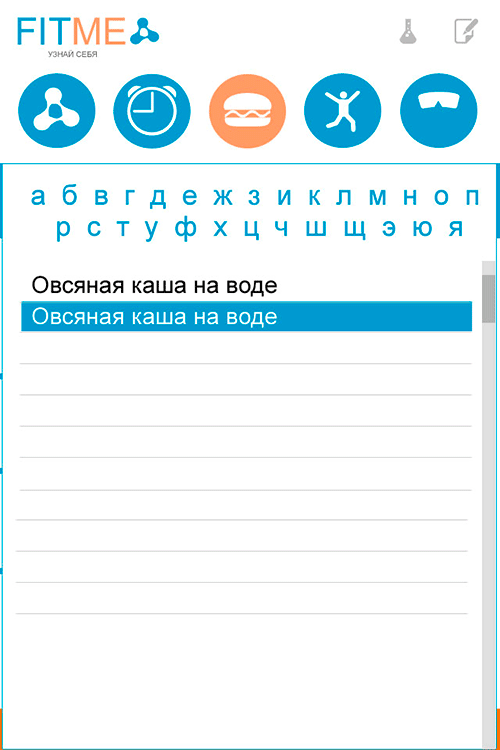 FITME
УЗНАЙ СЕБЯ
а б в г д е ж з и к л м н о п
р с т у ф х ц ч ш щ э ю я
Овсяная каша на воде
Овсяная каша на воде